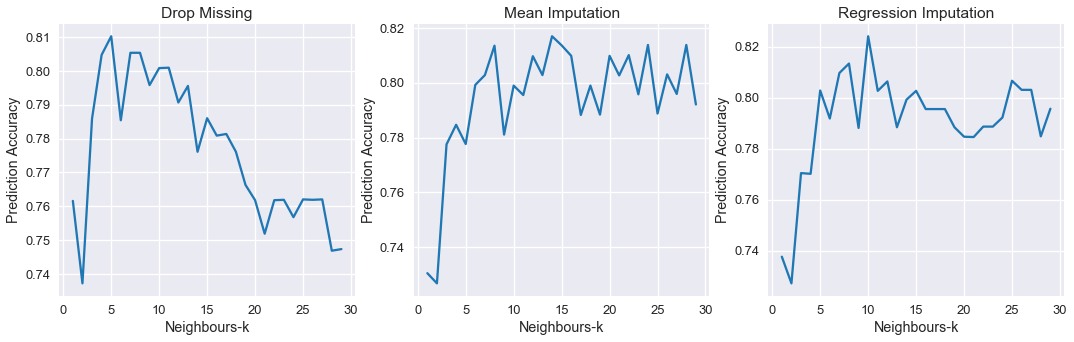 Drop Missing
Prediction Accuracy
0.81
0.80
0.79
0.78
0.77
0.76
0.75
0.74
0 5 10 15 20 25 30
Neighbours-k
Mean Imputation
Prediction Accuracy
0.82
0.80
0.78
0.76
0.74
0 5 10 15 20 25 30
Neighbours-k
Regression Imputation
Prediction Accuracy
0.82
0.80
0.78
0.76
0.74
0 5 10 15 20 25 30
Neighbours-k